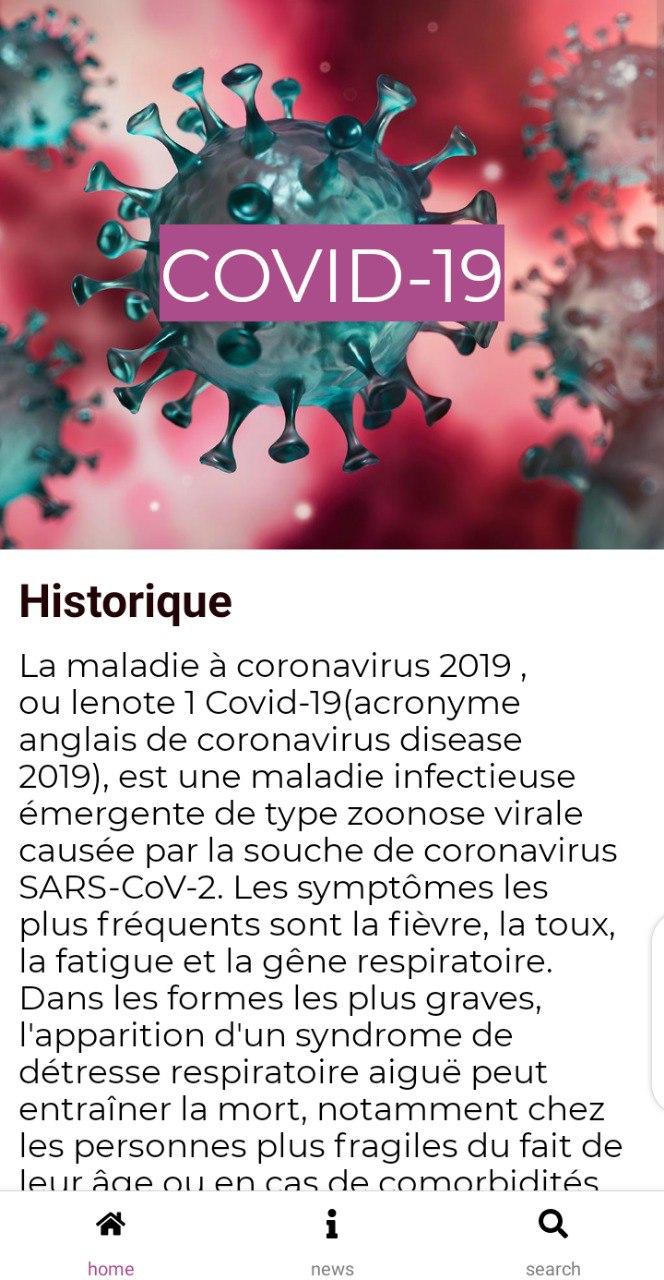 COVID-19
Historique
La maladie à coronavirus 2019 ,
ou lenote 1 Covid-19(acronyme
anglais de coronavirus disease
2019), est une maladie infectieuse
émergente de type zoonose virale
causée par la souche de coronavirus
SARS-CoV-2. Les symptômes les
plus fréquents sont la fièvre, la toux,
la fatigue et la gêne respiratoire.
Dans les formes les plus graves,
l'apparition d'un syndrome de
détresse respiratoire aiguë peut
entraîner la mort, notamment chez
les personnes plus fragiles du fait de
leur âge ou en cas de comorbidités
home
news
search